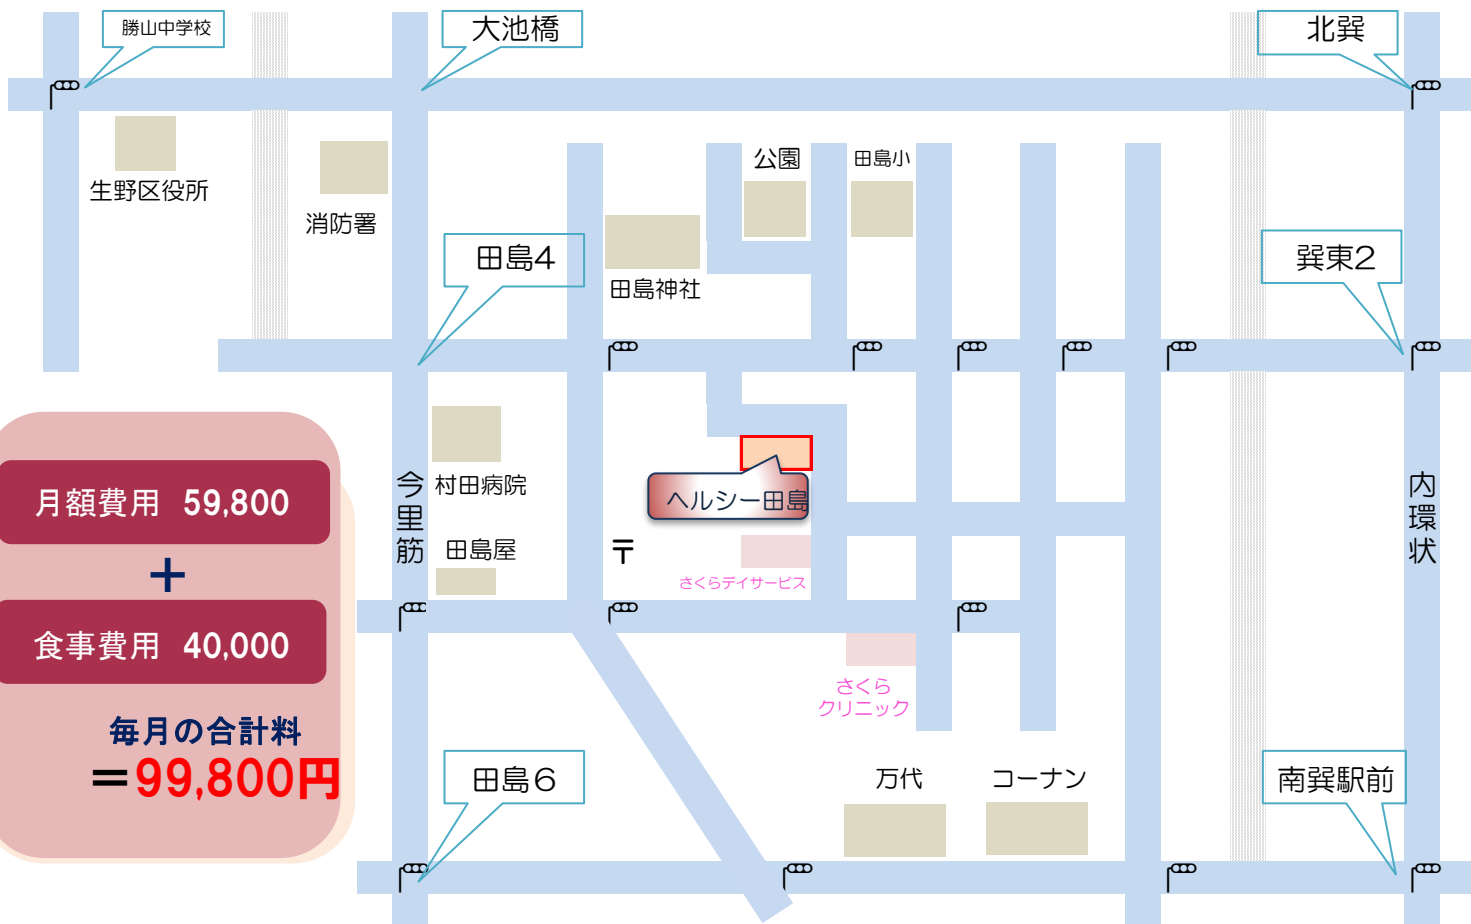 勝山中学校
大池橋
北巽
生野区役所
消防署
公園
田島小
田島4
田島神社
巽東2
月額費用 59,800
+
食事費用 40,000
毎月の合計料
=99,800円
今里筋
村田病院
田島屋
〒
ヘルシー田島
さくらデイサービス
さくら
クリニック
内環状
田島6
万代
コーナン
南巽駅前